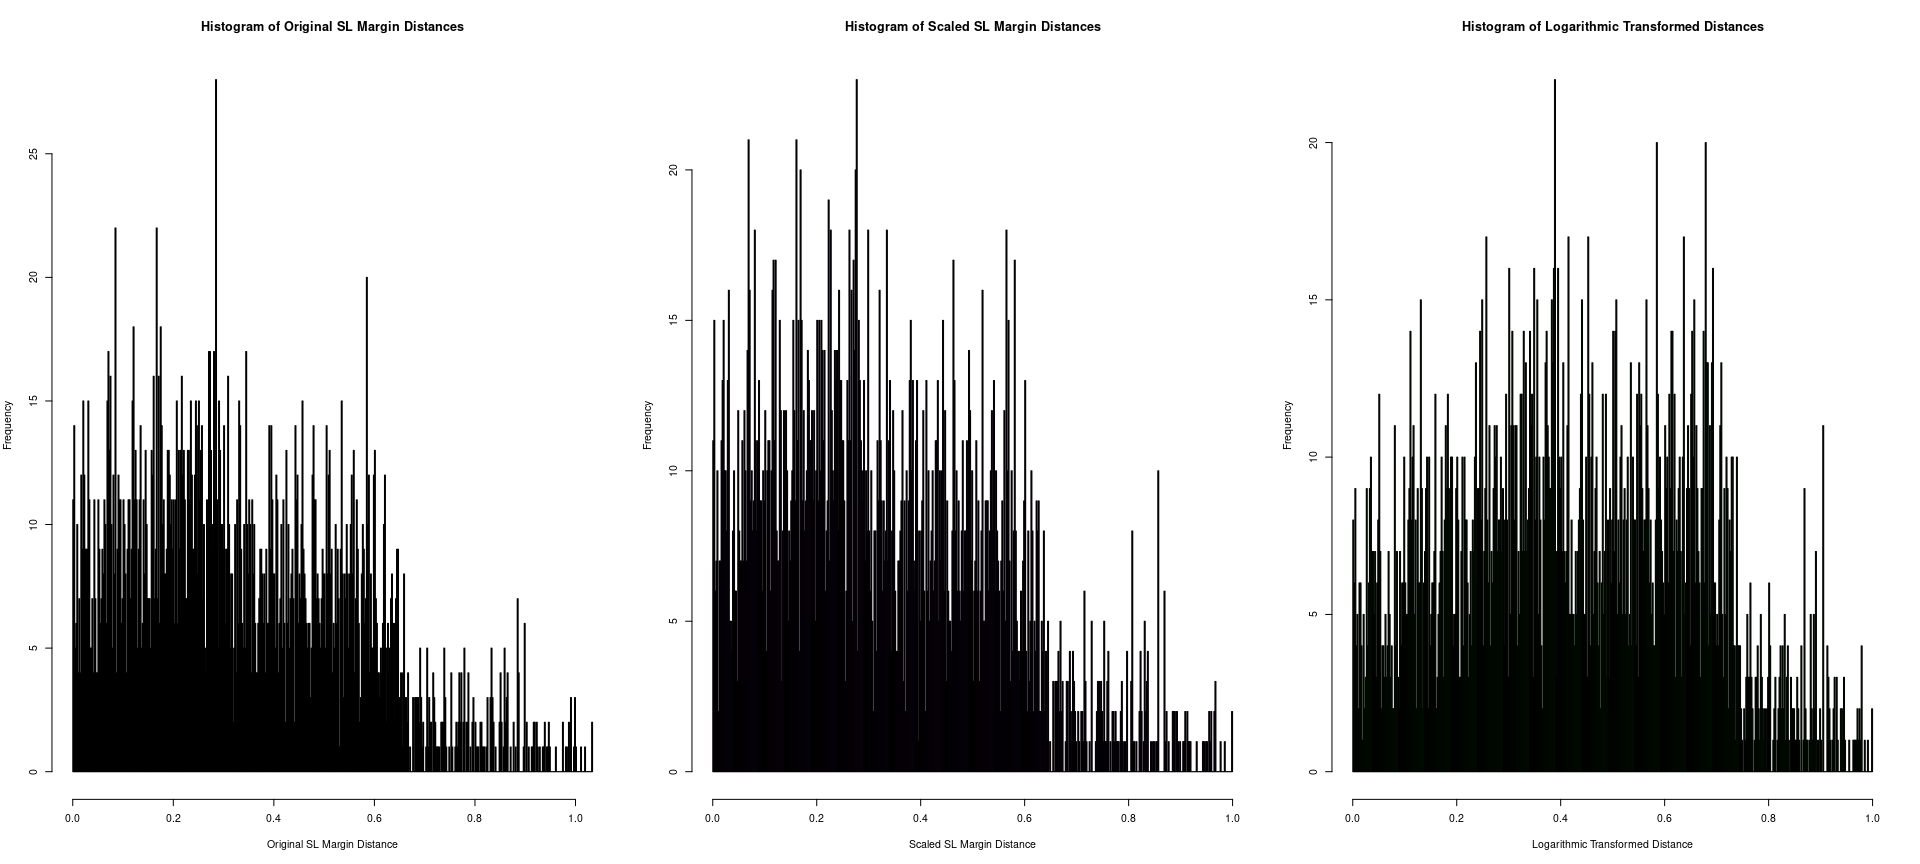 Histogram of Original SL Margin Distances
Frequency
0 5 10 15 20 25
0.0 0.2 0.4 0.6 0.8 1.0
Original SL Margin Distance
Histogram of Scaled SL Margin Distances
Frequency
0 5 10 15 20
0.0 0.2 0.4 0.6 0.8 1.0
Scaled SL Margin Distance
Histogram of Logarithmic Transformed Distances
Frequency
0 5 10 15 20
0.0 0.2 0.4 0.6 0.8 1.0
Logarithmic Transformed Distance